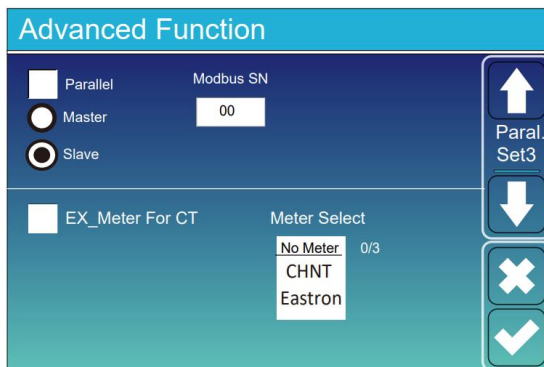 Advanced Function
Parallel
Modbus SN
Master
00
Slave
Paral.
Set3
EX_Meter For CT
Meter Select
No Meter 0/3
CHNT
Eastron